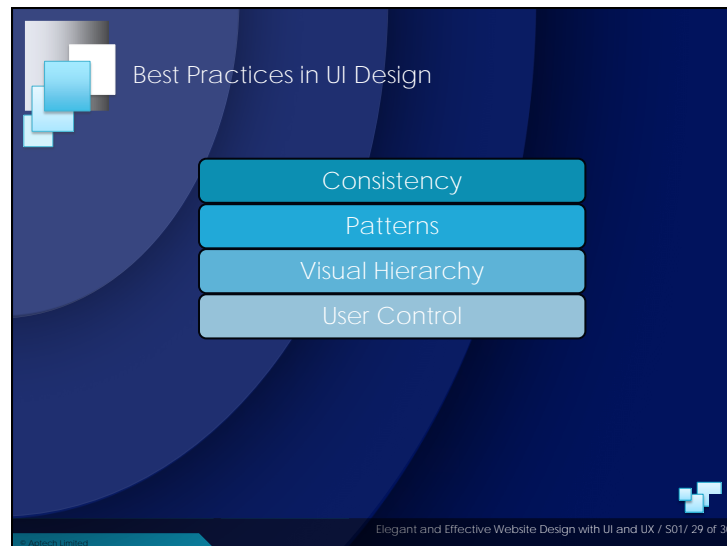 Best Practices in UI Design
Consistency
Patterns
Visual Hierarchy
User Control
Elegant and Effective Website Design with UI and UX / S01/ 29 of 30
© Aptech Limited